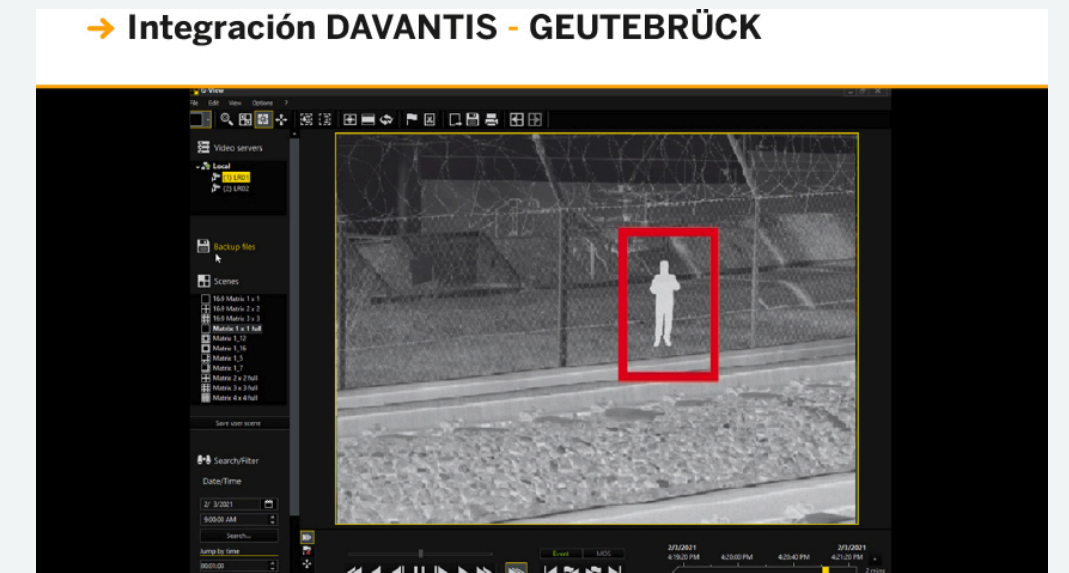 → Integración DAVANTIS - GEUTEBRÜCK
G-View
File Edit View Options ?
Video servers
Local
(1) LR01
(2) LR02
Backup files
Scenes
16:9 Matrix 1 x 1
16:9 Matrix 2 x 2
16:9 Matrix 3 x 3
Matrix 1 x 1 full
Matrix 1_12
Matrix 1_16
Matrix 1_5
Matrix 1_7
Matrix 2 x 2 full
Matrix 3 x 3 full
Matrix 4 x 4 full
Save user scene
Search/Filter
Date/Time
2/ 3/2021
9:00:00 AM
Search...
Jump by time
00:01:00
Event MOS
2/3/2021 2/3/2021
4:19:20 PM 4:20:00 PM 4:20:40 PM 4:21:20 PM
2 mins